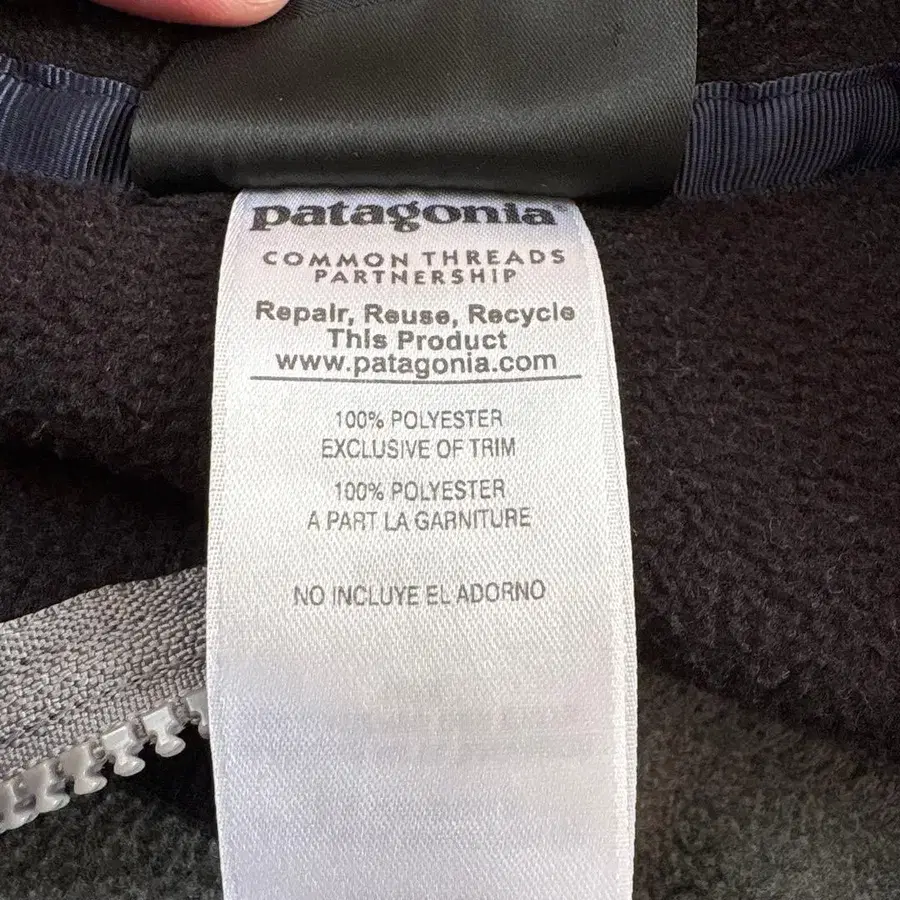 patagonia®
COMMON THREADS
PARTNERSHIP
Repair, Reuse, Recycle
This Product
www.patagonia.com
100% POLYESTER
EXCLUSIVE OF TRIM
100% POLYESTER
A PART LA GARNITURE
NO INCLUYE EL ADORNO